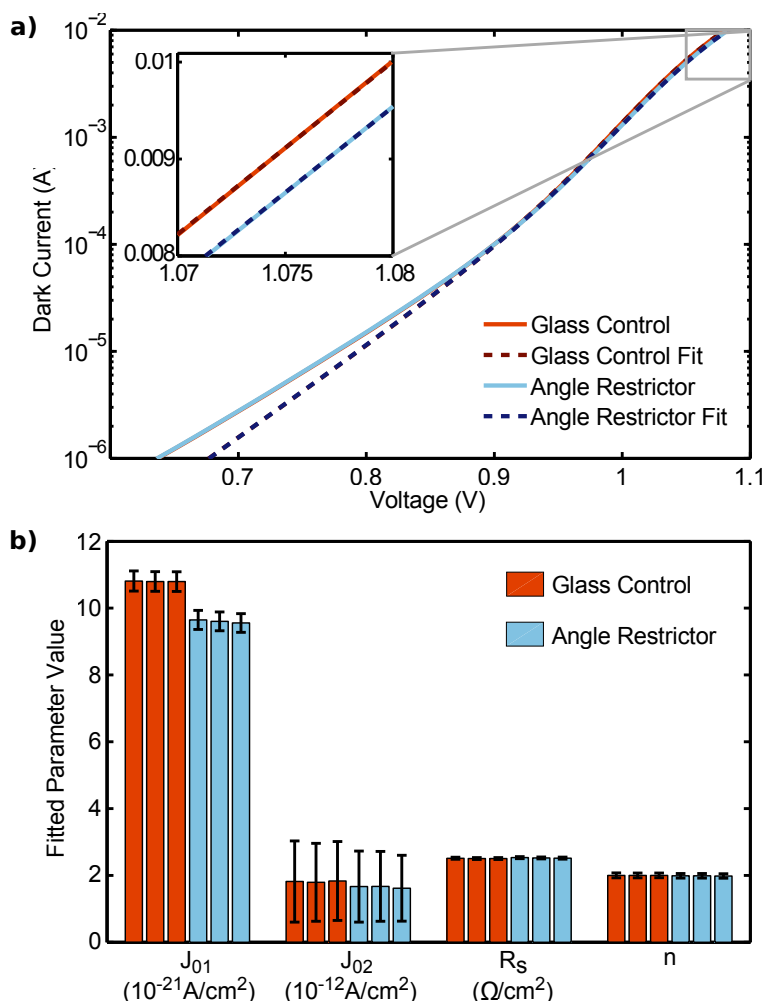 a)
10⁻²
10⁻³
10⁻⁴
10⁻⁵
10⁻⁶
Dark Current (A)
0.01
0.009
0.008
1.07
1.075
1.08
Glass Control
Glass Control Fit
Angle Restrictor
Angle Restrictor Fit
0.7
0.8
0.9
1
1.1
Voltage (V)
b)
12
10
8
6
4
2
0
Fitted Parameter Value
Glass Control
Angle Restrictor
J₀₁
(10⁻²¹A/cm²)
J₀₂
(10⁻¹²A/cm²)
Rₛ
(Ω/cm²)
n